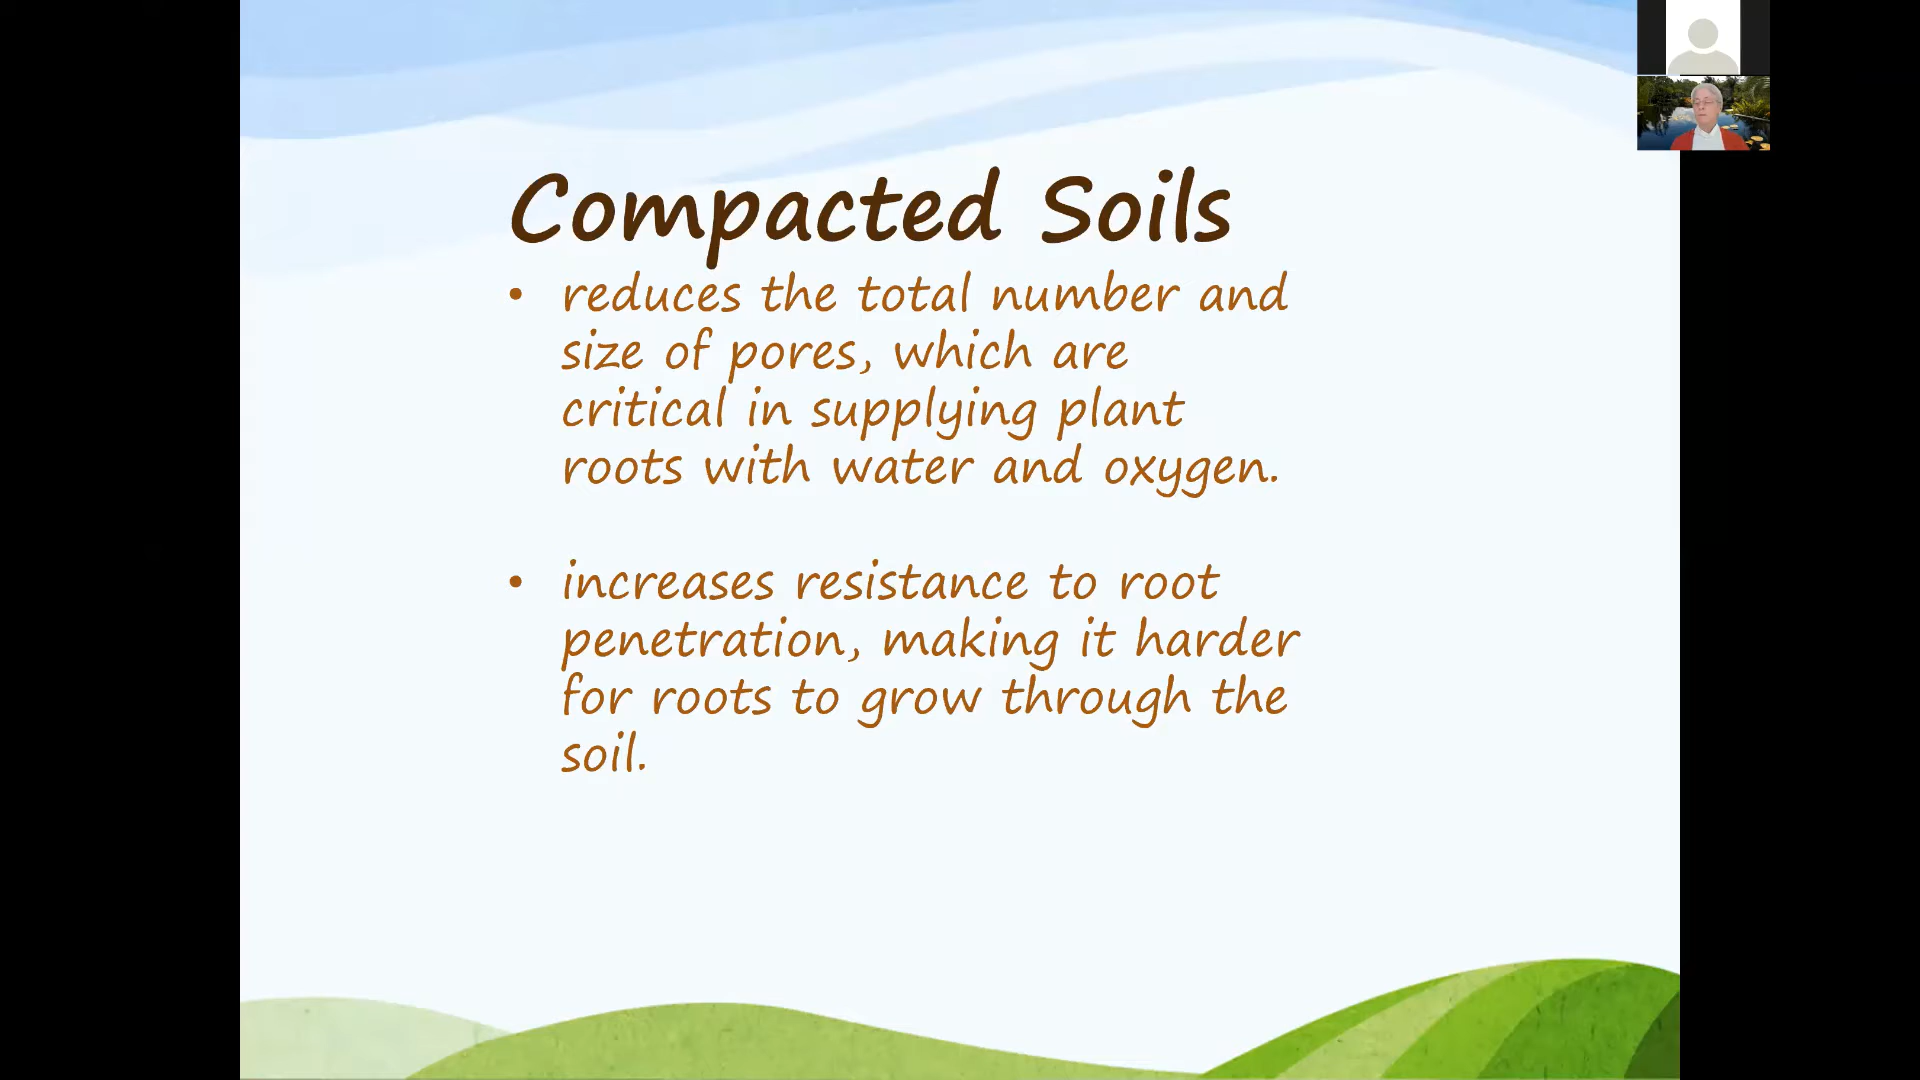 Compacted Soils
• reduces the total number and
size of pores, which are
critical in supplying plant
roots with water and oxygen.
• increases resistance to root
penetration, making it harder
for roots to grow through the
soil.